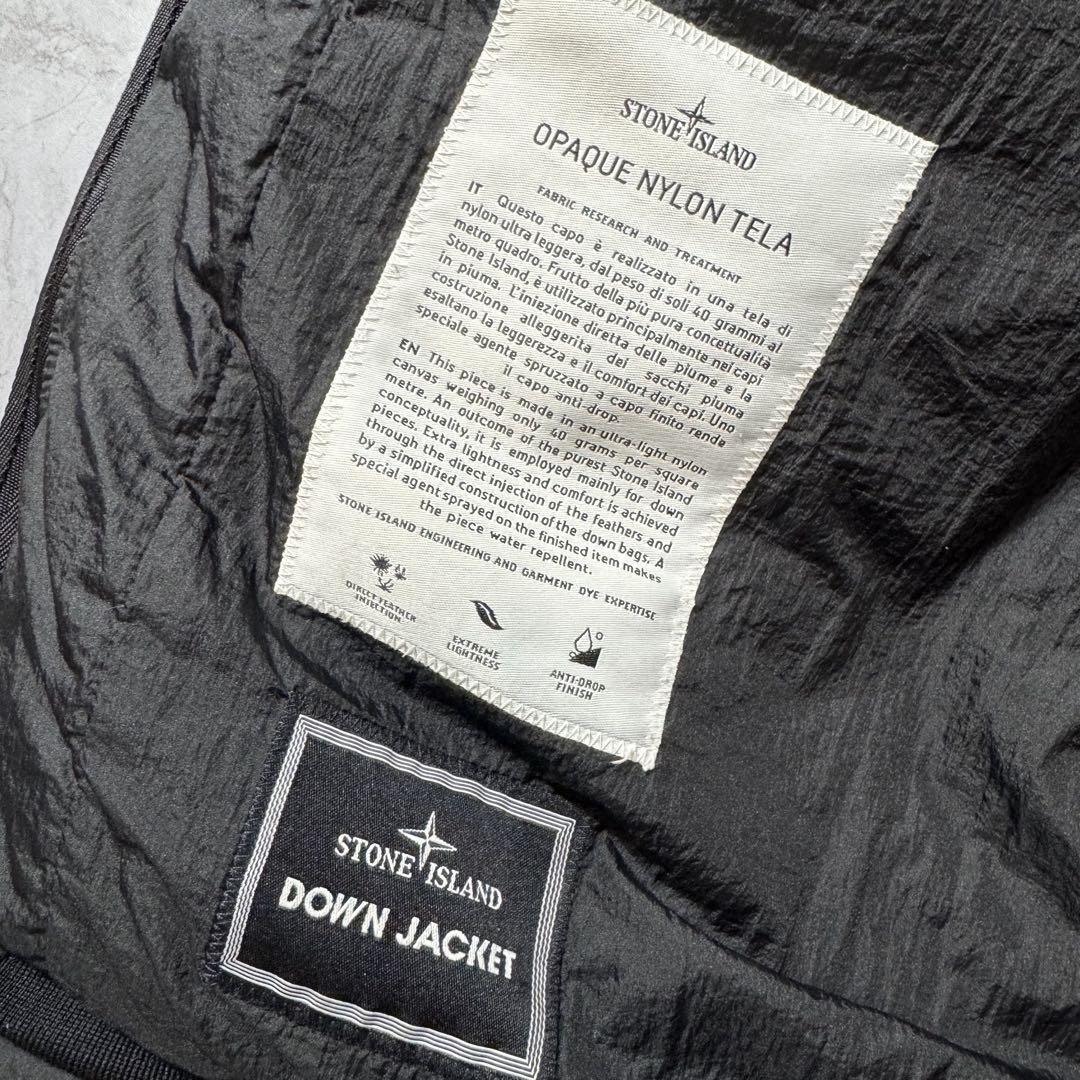 STONE ISLAND
OPAQUE NYLON TELA
FABRIC RESEARCH AND TREATMENT
IT Questo capo è realizzato in una tela di
nylon ultra leggera, dal peso di soli 40 grammi al
metro quadro. Frutto della più pura concettualità
Stone Island, è utilizzato principalmente nei capi
in piuma. L'iniezione diretta delle piume e la
costruzione alleggerita dei sacchi piuma
esaltano la leggerezza e il comfort dei capi. Uno
speciale agente spruzzato a capo finito rende
il capo anti drop.
EN This piece is made in an ultra-light nylon
canvas weighing only 40 grams per square
metre. An outcome of the purest Stone Island
conceptuality, it is employed mainly for down
pieces. Extra lightness and comfort is achieved
through the direct injection of the feathers and
by a simplified construction of the down bags. A
special agent sprayed on the finished item makes
the piece water repellent.
STONE ISLAND ENGINEERING AND GARMENT DYE EXPERTISE
DIRECT FEATHER
INJECTION
EXTREME
LIGHTNESS
ANTI-DROP
FINISH
STONE ISLAND
DOWN JACKET